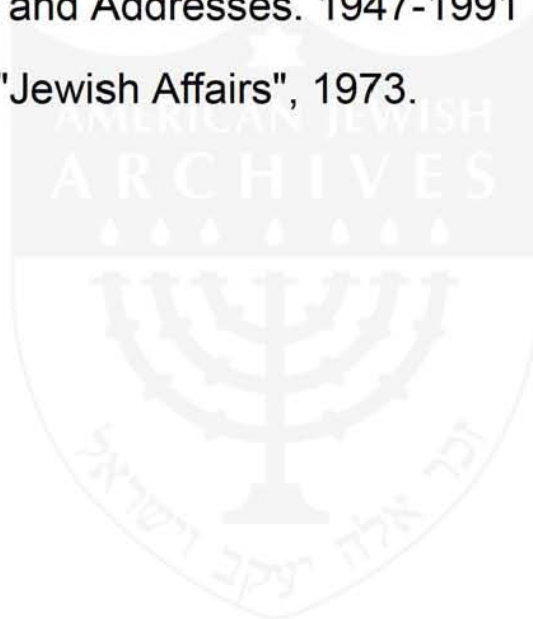 and Addresses. 1947-1991
"Jewish Affairs", 1973.
AMERICAN JEWISH
ARCHIVES
זכר אלה יעקב וישראל